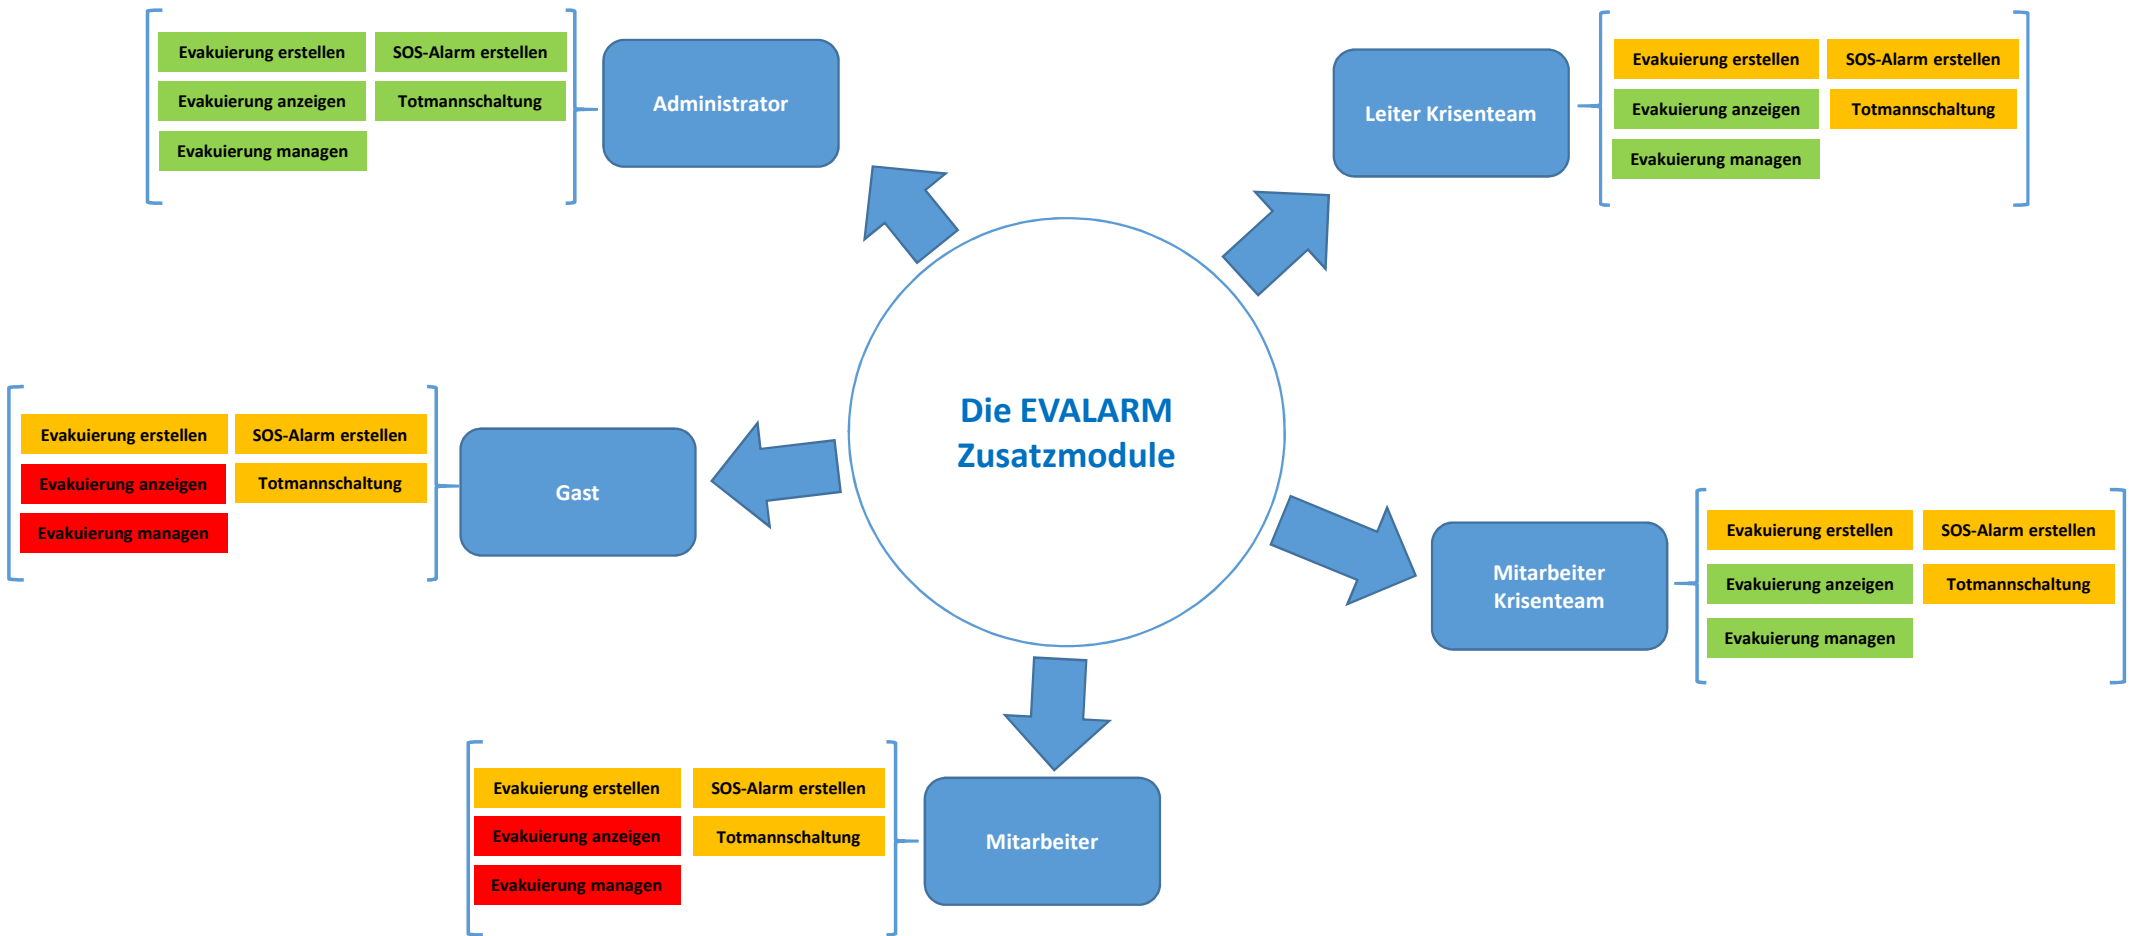 Evakuierung erstellen
SOS-Alarm erstellen
Evakuierung anzeigen
Totmannschaltung
Evakuierung managen
Administrator
Leiter Krisenteam
Evakuierung erstellen
SOS-Alarm erstellen
Evakuierung anzeigen
Totmannschaltung
Evakuierung managen
Die EVALARM
Zusatzmodule
Evakuierung erstellen
SOS-Alarm erstellen
Evakuierung anzeigen
Totmannschaltung
Evakuierung managen
Gast
Mitarbeiter
Krisenteam
Evakuierung erstellen
SOS-Alarm erstellen
Evakuierung anzeigen
Totmannschaltung
Evakuierung managen
Evakuierung erstellen
SOS-Alarm erstellen
Evakuierung anzeigen
Totmannschaltung
Evakuierung managen
Mitarbeiter